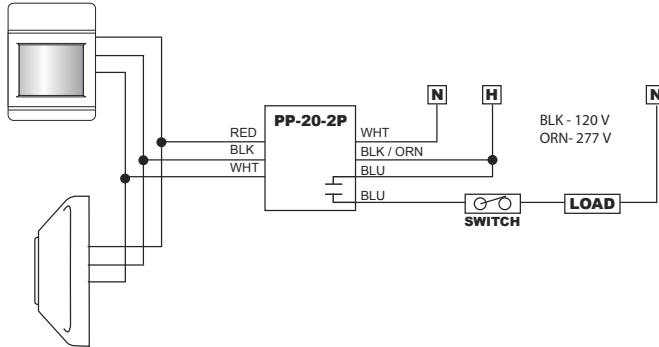 N
H
N
PP-20-2P
BLK - 120 V
ORN- 277 V
RED
WHT
BLK
BLK / ORN
WHT
BLU
BLU
SWITCH
LOAD